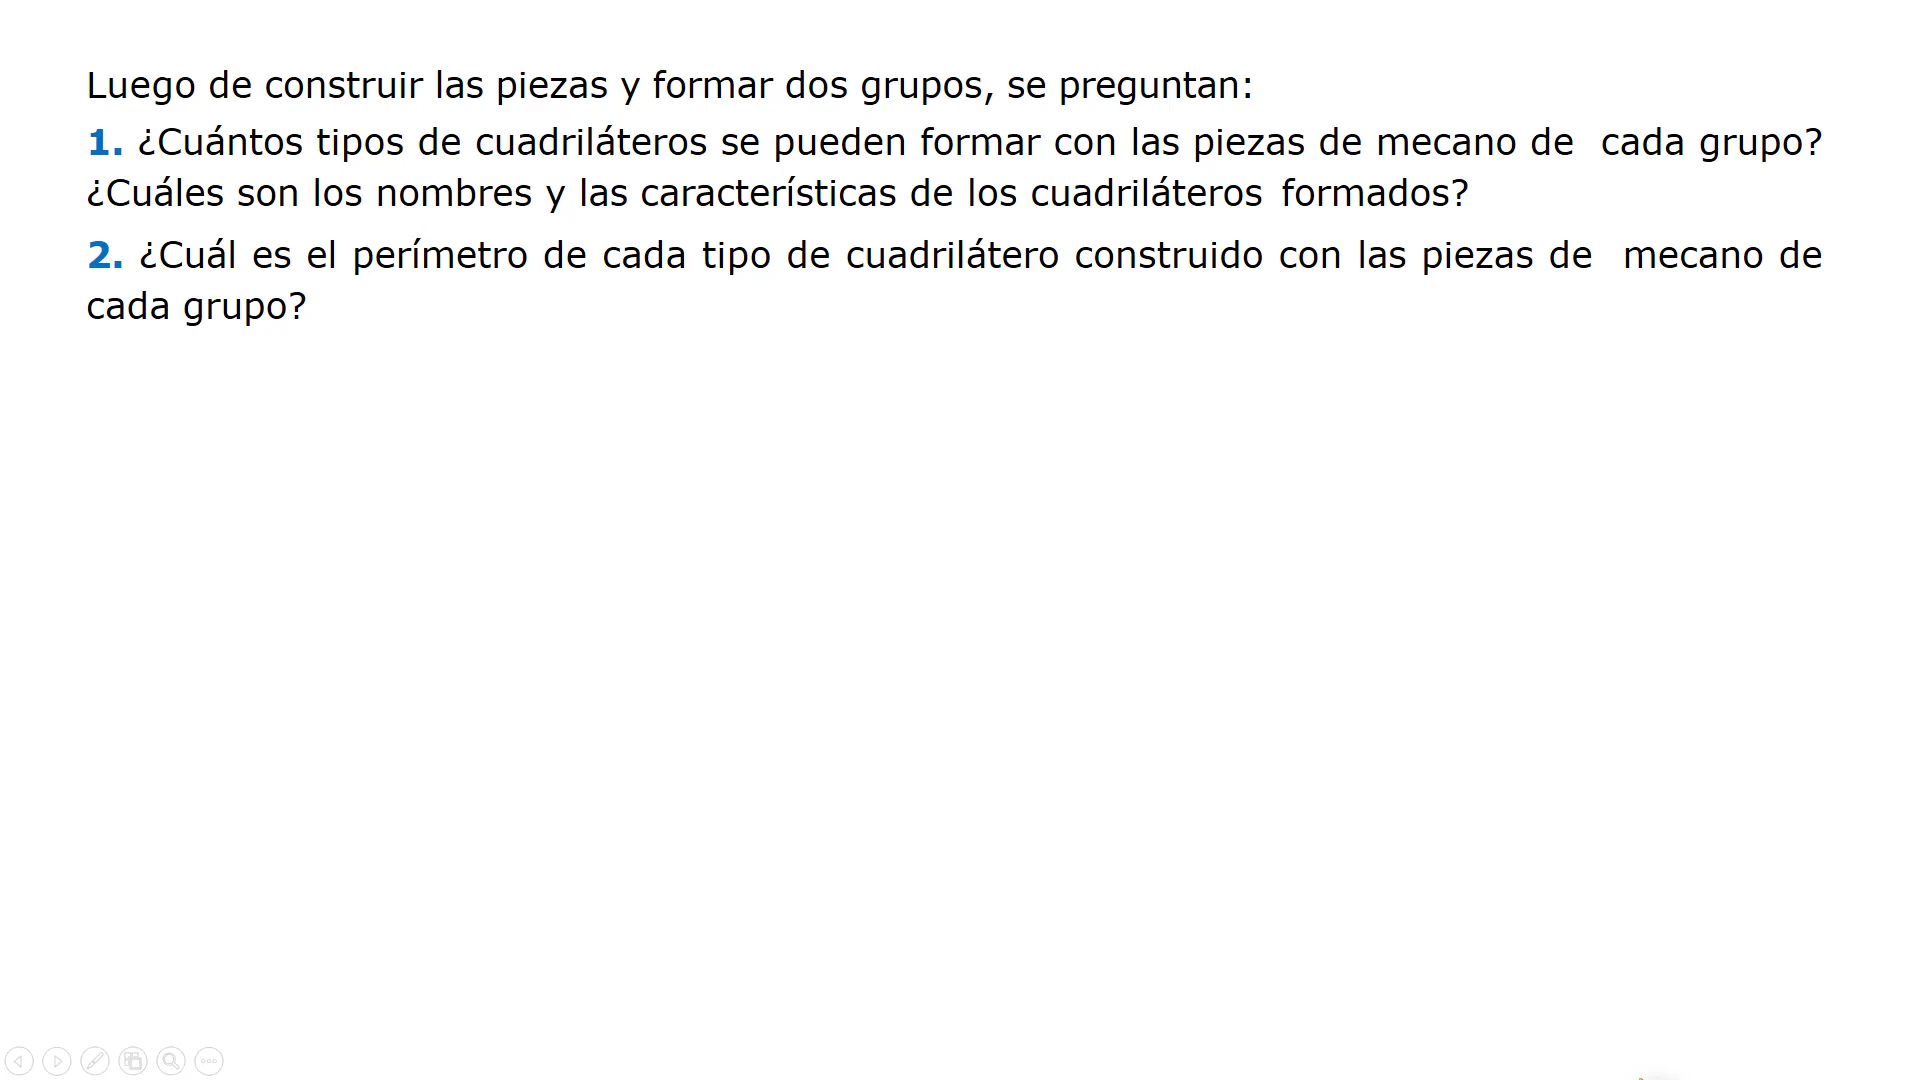 Luego de construir las piezas y formar dos grupos, se preguntan:
1. ¿Cuántos tipos de cuadriláteros se pueden formar con las piezas de mecano de cada grupo?
¿Cuáles son los nombres y las características de los cuadriláteros formados?
2. ¿Cuál es el perímetro de cada tipo de cuadrilátero construido con las piezas de mecano de
cada grupo?